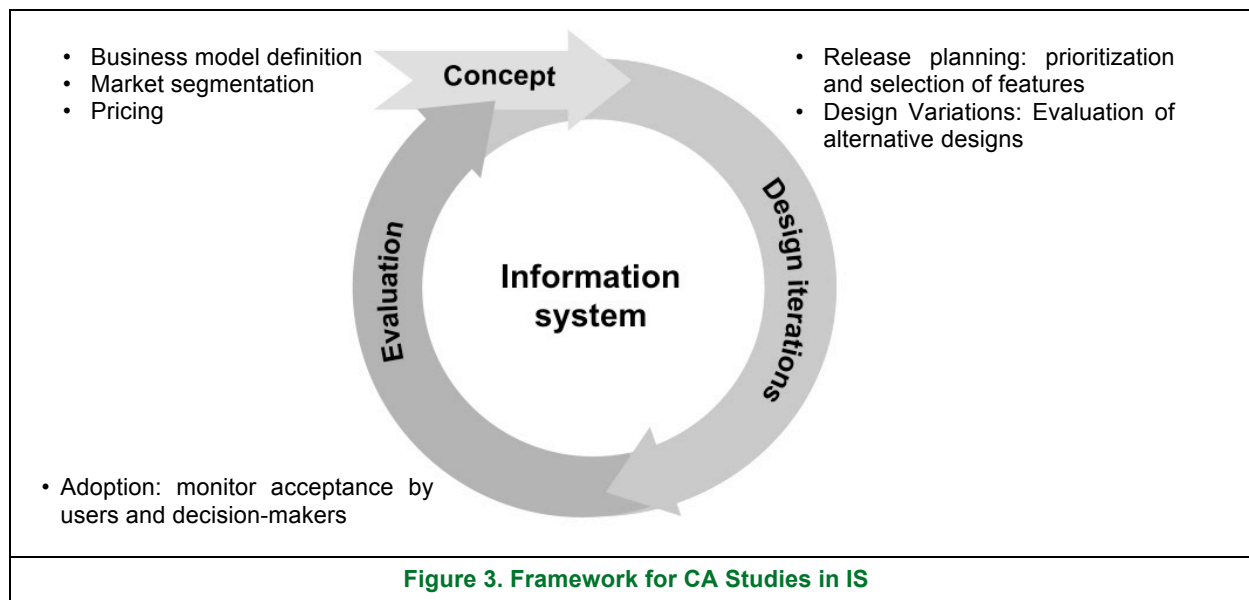 • Business model definition
• Market segmentation
• Pricing
Concept
• Release planning: prioritization
and selection of features
• Design Variations: Evaluation of
alternative designs
Design iterations
Evaluation
Information
system
• Adoption: monitor acceptance by
users and decision-makers
Figure 3. Framework for CA Studies in IS